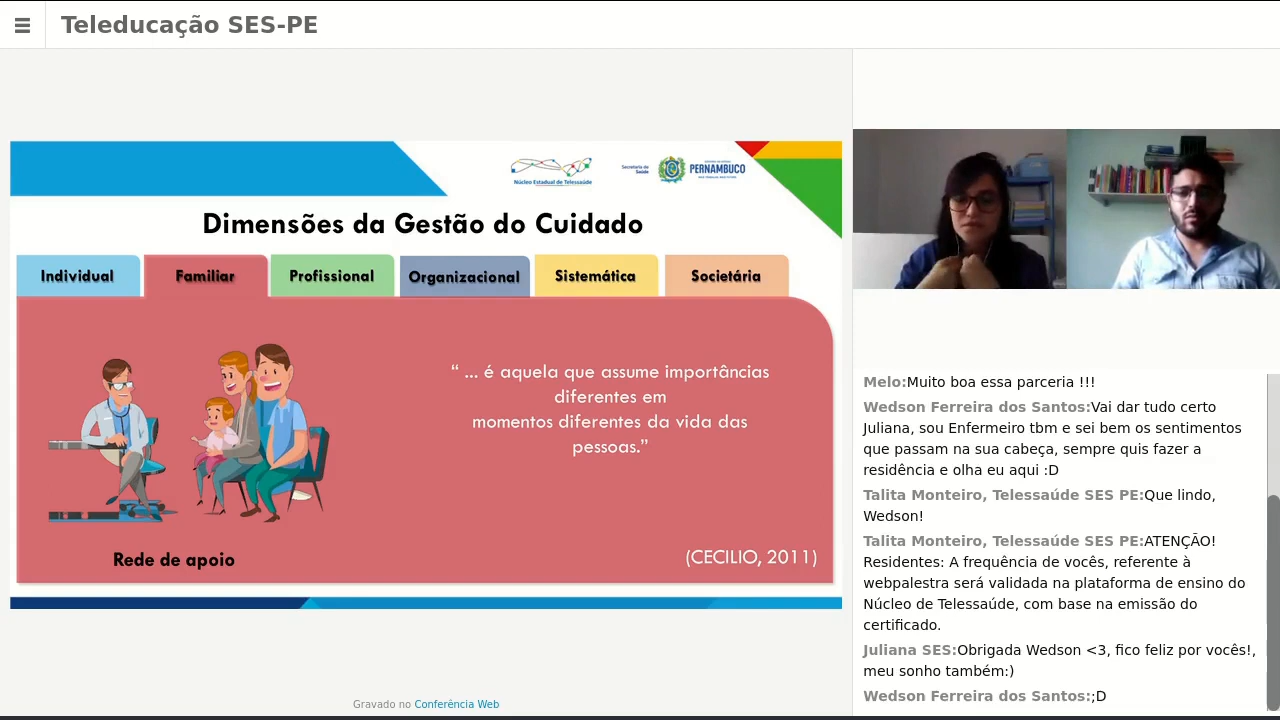 Teleducação SES-PE
Núcleo Estadual de Telessaúde
Secretaria de
Saúde
PERNAMBUCO
Dimensões da Gestão do Cuidado
Individual
Familiar
Profissional
Organizacional
Sistemática
Societária
“ ... é aquela que assume importâncias
diferentes em
momentos diferentes da vida das
pessoas.”
Rede de apoio
(CECILIO, 2011)
Gravado no Conferência Web
Melo:Muito boa essa parceria !!!
Wedson Ferreira dos Santos:Vai dar tudo certo
Juliana, sou Enfermeiro tbm e sei bem os sentimentos
que passam na sua cabeça, sempre quis fazer a
residência e olha eu aqui :D
Talita Monteiro, Telessaúde SES PE:Que lindo,
Wedson!
Talita Monteiro, Telessaúde SES PE:ATENÇÃO!
Residentes: A frequência de vocês, referente à
webpalestra será validada na plataforma de ensino do
Núcleo de Telessaúde, com base na emissão do
certificado.
Juliana SES:Obrigada Wedson <3, fico feliz por vocês!,
meu sonho também:)
Wedson Ferreira dos Santos:;D